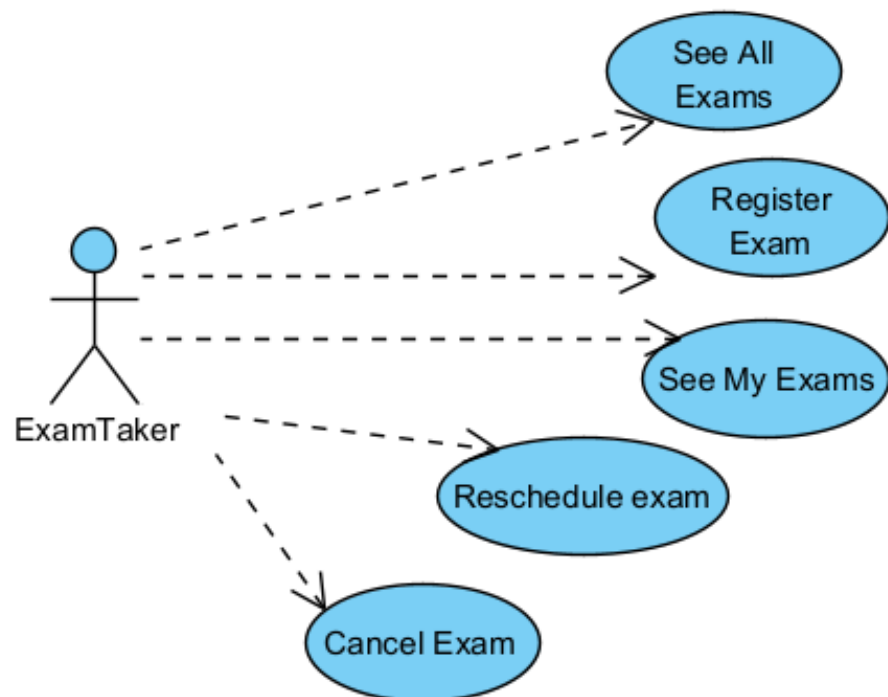 See All
Exams
Register
Exam
See My Exams
ExamTaker
Reschedule exam
Cancel Exam